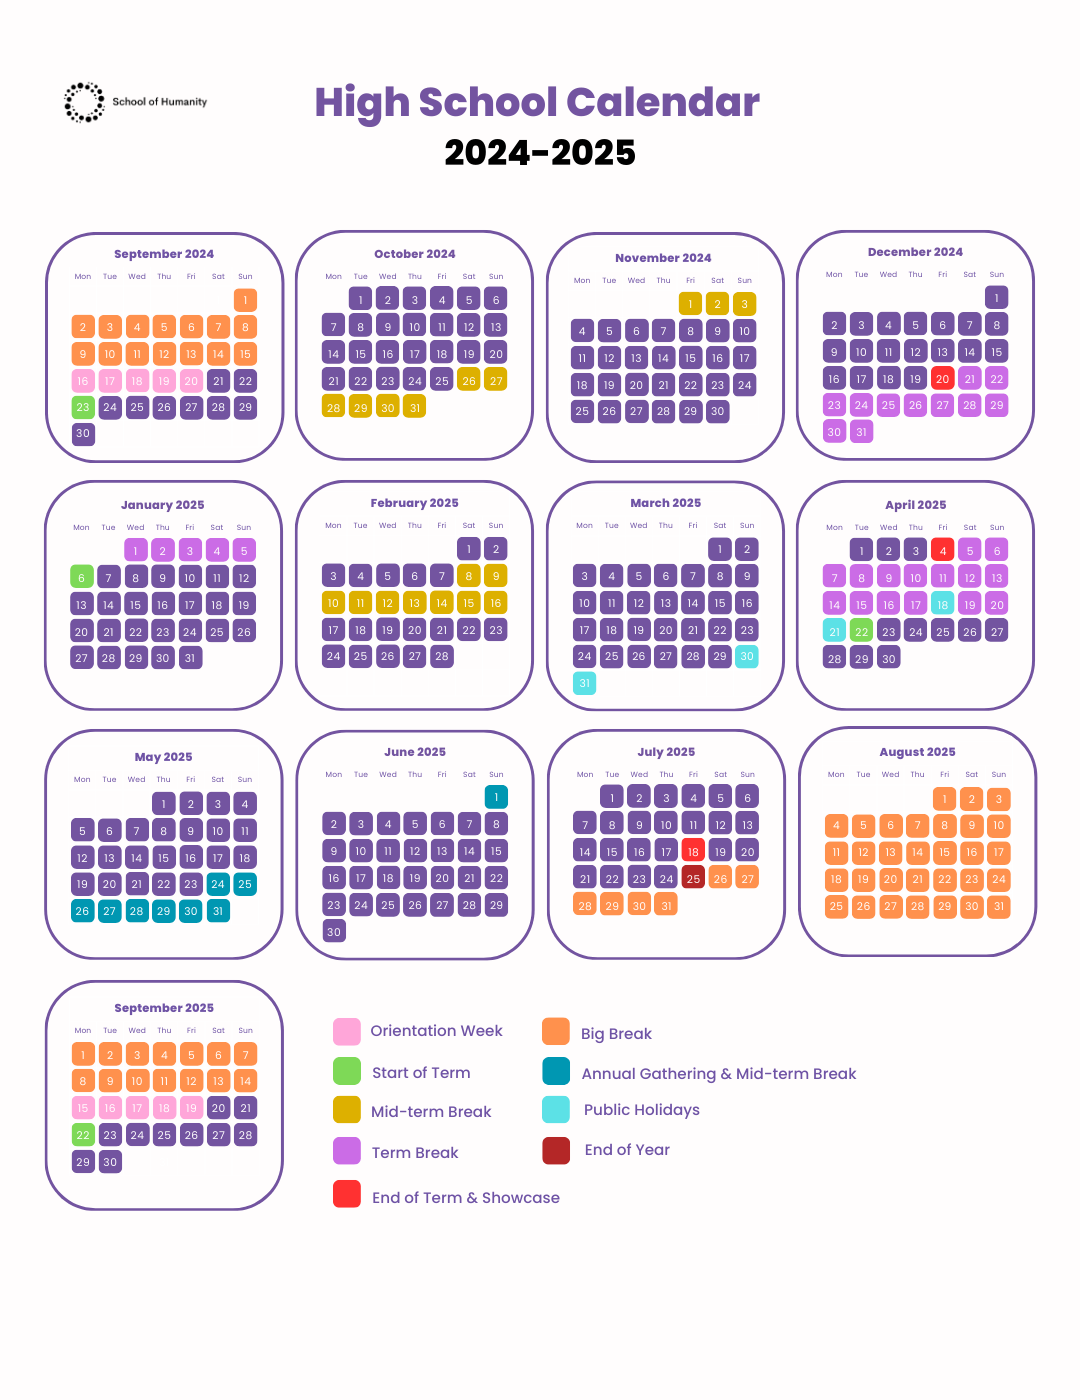 School of Humanity
High School Calendar
2024-2025
September 2024
Mon Tue Wed Thu Fri Sat Sun
1
2 3 4 5 6 7 8
9 10 11 12 13 14 15
16 17 18 19 20 21 22
23 24 25 26 27 28 29
30
October 2024
Mon Tue Wed Thu Fri Sat Sun
1 2 3 4 5 6
7 8 9 10 11 12 13
14 15 16 17 18 19 20
21 22 23 24 25 26 27
28 29 30 31
November 2024
Mon Tue Wed Thu Fri Sat Sun
1 2 3
4 5 6 7 8 9 10
11 12 13 14 15 16 17
18 19 20 21 22 23 24
25 26 27 28 29 30
December 2024
Mon Tue Wed Thu Fri Sat Sun
1
2 3 4 5 6 7 8
9 10 11 12 13 14 15
16 17 18 19 20 21 22
23 24 25 26 27 28 29
30 31
January 2025
Mon Tue Wed Thu Fri Sat Sun
1 2 3 4 5
6 7 8 9 10 11 12
13 14 15 16 17 18 19
20 21 22 23 24 25 26
27 28 29 30 31
February 2025
Mon Tue Wed Thu Fri Sat Sun
1 2
3 4 5 6 7 8 9
10 11 12 13 14 15 16
17 18 19 20 21 22 23
24 25 26 27 28
March 2025
Mon Tue Wed Thu Fri Sat Sun
1 2
3 4 5 6 7 8 9
10 11 12 13 14 15 16
17 18 19 20 21 22 23
24 25 26 27 28 29 30
31
April 2025
Mon Tue Wed Thu Fri Sat Sun
1 2 3 4 5 6
7 8 9 10 11 12 13
14 15 16 17 18 19 20
21 22 23 24 25 26 27
28 29 30
May 2025
Mon Tue Wed Thu Fri Sat Sun
1 2 3 4
5 6 7 8 9 10 11
12 13 14 15 16 17 18
19 20 21 22 23 24 25
26 27 28 29 30 31
June 2025
Mon Tue Wed Thu Fri Sat Sun
1
2 3 4 5 6 7 8
9 10 11 12 13 14 15
16 17 18 19 20 21 22
23 24 25 26 27 28 29
30
July 2025
Mon Tue Wed Thu Fri Sat Sun
1 2 3 4 5 6
7 8 9 10 11 12 13
14 15 16 17 18 19 20
21 22 23 24 25 26 27
28 29 30 31
August 2025
Mon Tue Wed Thu Fri Sat Sun
1 2 3
4 5 6 7 8 9 10
11 12 13 14 15 16 17
18 19 20 21 22 23 24
25 26 27 28 29 30 31
September 2025
Mon Tue Wed Thu Fri Sat Sun
1 2 3 4 5 6 7
8 9 10 11 12 13 14
15 16 17 18 19 20 21
22 23 24 25 26 27 28
29 30
Orientation Week
Start of Term
Mid-term Break
Term Break
End of Term & Showcase
Big Break
Annual Gathering & Mid-term Break
Public Holidays
End of Year